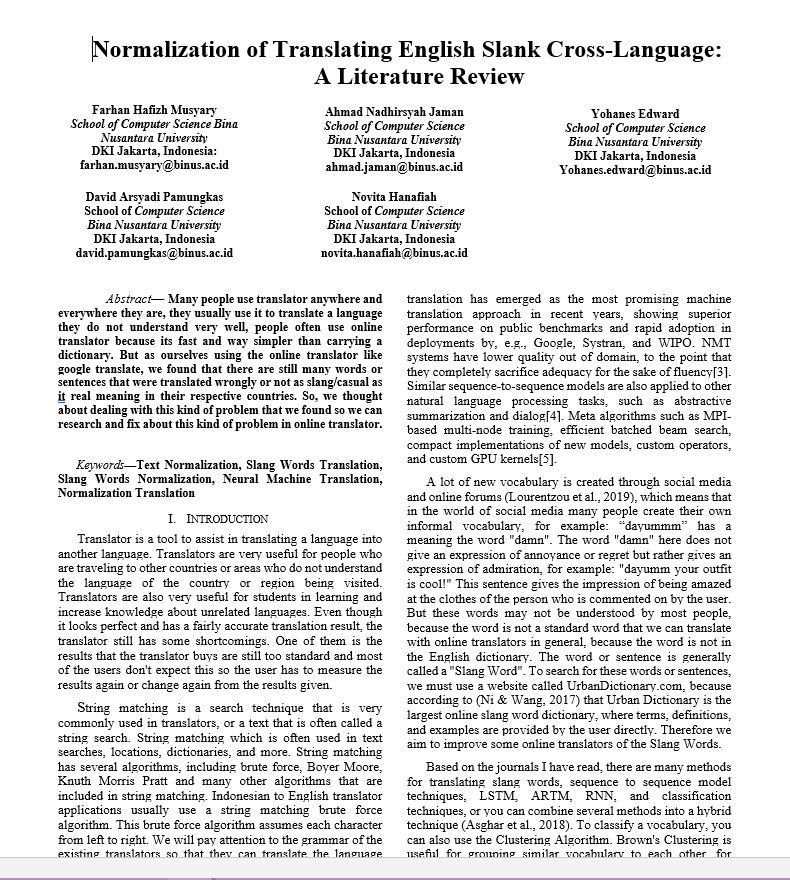 Normalization of Translating English Slank Cross-Language:
A Literature Review
Farhan Hafizh Musyary
School of Computer Science Bina
Nusantara University
DKI Jakarta, Indonesia:
farhan.musyary@binus.ac.id
Ahmad Nadhirsyah Jaman
School of Computer Science
Bina Nusantara University
DKI Jakarta, Indonesia
ahmad.jaman@binus.ac.id
Yohanes Edward
School of Computer Science
Bina Nusantara University
DKI Jakarta, Indonesia
Yohanes.edward@binus.ac.id
David Arsyadi Pamungkas
School of Computer Science
Bina Nusantara University
DKI Jakarta, Indonesia
david.pamungkas@binus.ac.id
Novita Hanafiah
School of Computer Science
Bina Nusantara University
DKI Jakarta, Indonesia
novita.hanafiah@binus.ac.id
Abstract— Many people use translator anywhere and
everywhere they are, they usually use it to translate a language
they do not understand very well, people often use online
translator because its fast and way simpler than carrying a
dictionary. But as ourselves using the online translator like
google translate, we found that there are still many words or
sentences that were translated wrongly or not as slang/casual as
it real meaning in their respective countries. So, we thought
about dealing with this kind of problem that we found so we can
research and fix about this kind of problem in online translator.
Keywords—Text Normalization, Slang Words Translation,
Slang Words Normalization, Neural Machine Translation,
Normalization Translation
I. INTRODUCTION
Translator is a tool to assist in translating a language into
another language. Translators are very useful for people who
are traveling to other countries or areas who do not understand
the language of the country or region being visited.
Translators are also very useful for students in learning and
increase knowledge about unrelated languages. Even though
it looks perfect and has a fairly accurate translation result, the
translator still has some shortcomings. One of them is the
results that the translator buys are still too standard and most
of the users don't expect this so the user has to measure the
results again or change again from the results given.
String matching is a search technique that is very
commonly used in translators, or a text that is often called a
string search. String matching which is often used in text
searches, locations, dictionaries, and more. String matching
has several algorithms, including brute force, Boyer Moore,
Knuth Morris Pratt and many other algorithms that are
included in string matching. Indonesian to English translator
applications usually use a string matching brute force
algorithm. This brute force algorithm assumes each character
from left to right. We will pay attention to the grammar of the
existing translators so that they can translate the language
translation has emerged as the most promising machine
translation approach in recent years, showing superior
performance on public benchmarks and rapid adoption in
deployments by, e.g., Google, Systran, and WIPO. NMT
systems have lower quality out of domain, to the point that
they completely sacrifice adequacy for the sake of fluency[3].
Similar sequence-to-sequence models are also applied to other
natural language processing tasks, such as abstractive
summarization and dialog[4]. Meta algorithms such as MPI-
based multi-node training, efficient batched beam search,
compact implementations of new models, custom operators,
and custom GPU kernels[5].
A lot of new vocabulary is created through social media
and online forums (Lourentzou et al., 2019), which means that
in the world of social media many people create their own
informal vocabulary, for example: “dayummm” has a
meaning the word "damn". The word "damn" here does not
give an expression of annoyance or regret but rather gives an
expression of admiration, for example: "dayumm your outfit
is cool!" This sentence gives the impression of being amazed
at the clothes of the person who is commented on by the user.
But these words may not be understood by most people,
because the word is not a standard word that we can translate
with online translators in general, because the word is not in
the English dictionary. The word or sentence is generally
called a "Slang Word". To search for these words or sentences,
we must use a website called UrbanDictionary.com, because
according to (Ni & Wang, 2017) that Urban Dictionary is the
largest online slang word dictionary, where terms, definitions,
and examples are provided by the user directly. Therefore we
aim to improve some online translators of the Slang Words.
Based on the journals I have read, there are many methods
for translating slang words, sequence to sequence model
techniques, LSTM, ARTM, RNN, and classification
techniques, or you can combine several methods into a hybrid
technique (Asghar et al., 2018). To classify a vocabulary, you
can also use the Clustering Algorithm. Brown's Clustering is
useful for grouping similar vocabulary to each other, for